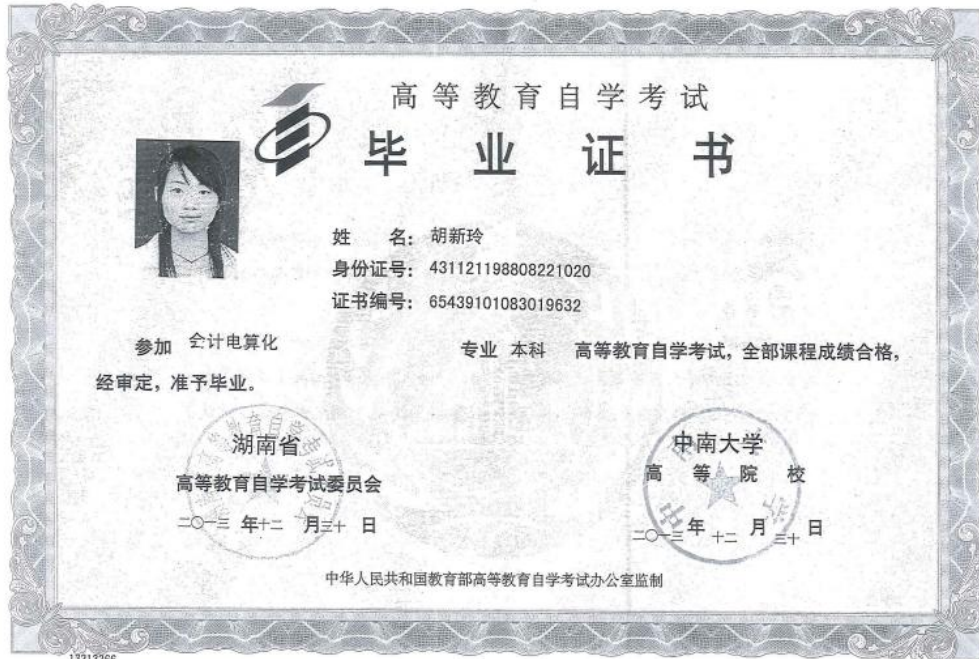 高等教育自学考试
毕业证书
姓 名: 胡新玲
身份证号: 431121198808221020
证书编号: 65439101083019632
参加 会计电算化 专业 本科 高等教育自学考试, 全部课程成绩合格,
经审定, 准予毕业。
湖南省
高等教育自学考试委员会
二〇一三 年 十二 月 三十 日
中南大学
高等院校
二〇一三 年 十二 月 三十 日
中华人民共和国教育部高等教育自学考试办公室监制